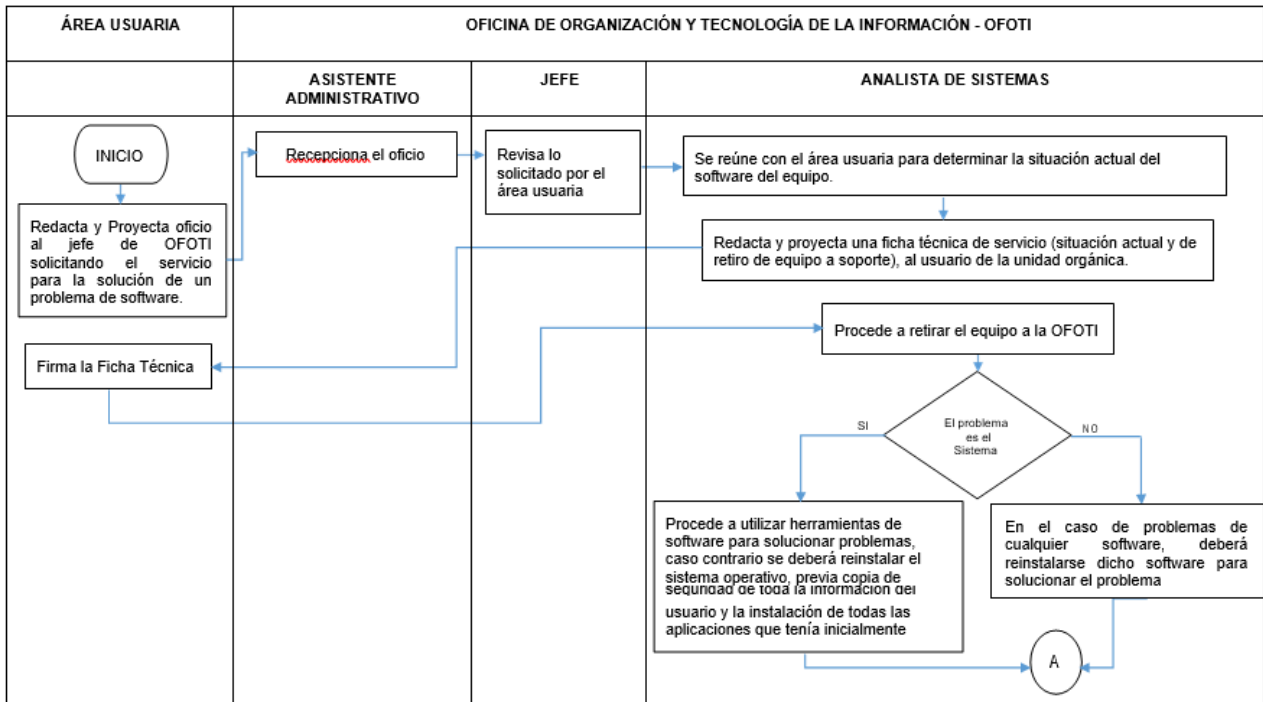 ÁREA USUARIA
OFICINA DE ORGANIZACIÓN Y TECNOLOGÍA DE LA INFORMACIÓN - OFOTI
ASISTENTE
ADMINISTRATIVO
JEFE
ANALISTA DE SISTEMAS
INICIO
Redacta y Proyecta oficio
al jefe de OFOTI
solicitando el servicio
para la solución de un
problema de software.
Recepciona el oficio
Revisa lo
solicitado por el
área usuaria
Se reúne con el área usuaria para determinar la situación actual del
software del equipo.
Redacta y proyecta una ficha técnica de servicio (situación actual y de
retiro de equipo a soporte), al usuario de la unidad orgánica.
Firma la Ficha Técnica
Procede a retirar el equipo a la OFOTI
El problema
es el
Sistema
SI
NO
Procede a utilizar herramientas de
software para solucionar problemas,
caso contrario se deberá reinstalar el
sistema operativo, previa copia de
seguridad de toda la información del
usuario y la instalación de todas las
aplicaciones que tenía inicialmente
En el caso de problemas de
cualquier software, deberá
reinstalarse dicho software para
solucionar el problema
A